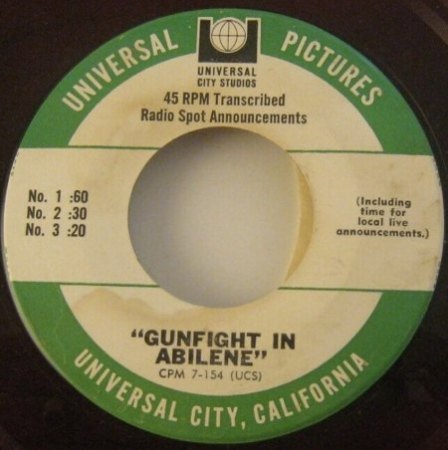 UNIVERSAL PICTURES
UNIVERSAL
CITY STUDIOS
45 RPM Transcribed
Radio Spot Announcements
No. 1 :60
No. 2 :30
No. 3 :20
(Including
time for
local live
announcements.)
"GUNFIGHT IN
ABILENE"
CPM 7-154 (UCS)
UNIVERSAL CITY, CALIFORNIA